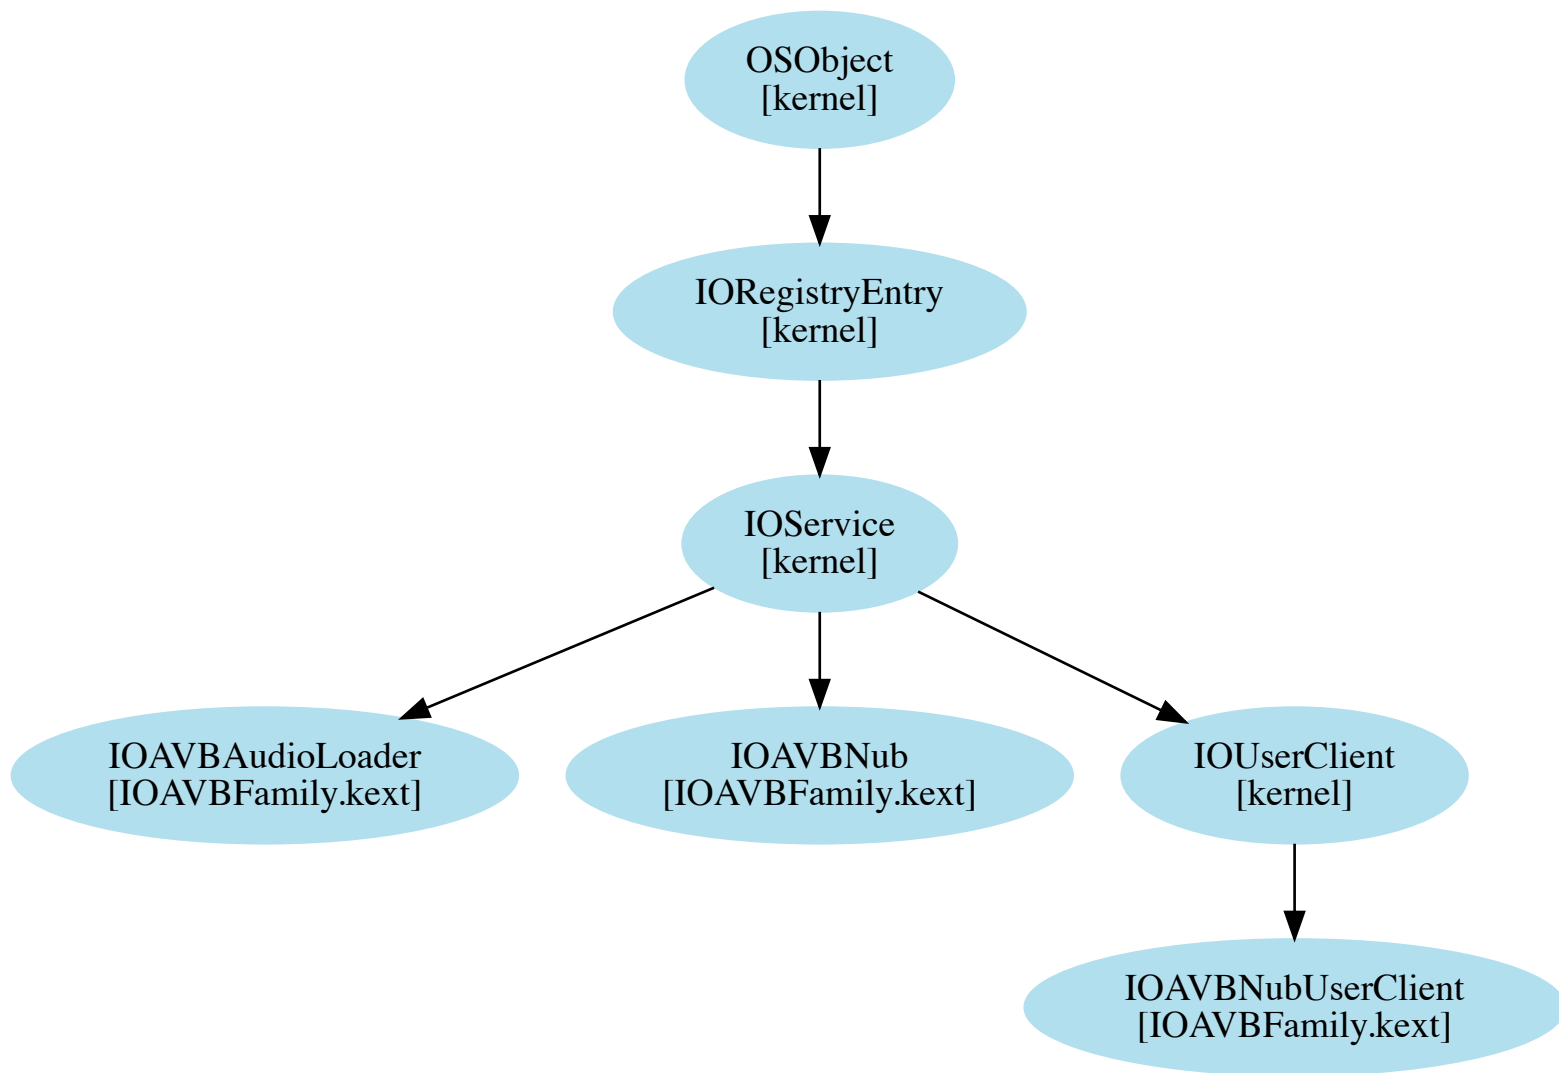 OSObject
[kernel]
IORegistryEntry
[kernel]
IOService
[kernel]
IOAVBAudioLoader
[IOAVBFamily.kext]
IOAVBNub
[IOAVBFamily.kext]
IOUserClient
[kernel]
IOAVBNubUserClient
[IOAVBFamily.kext]